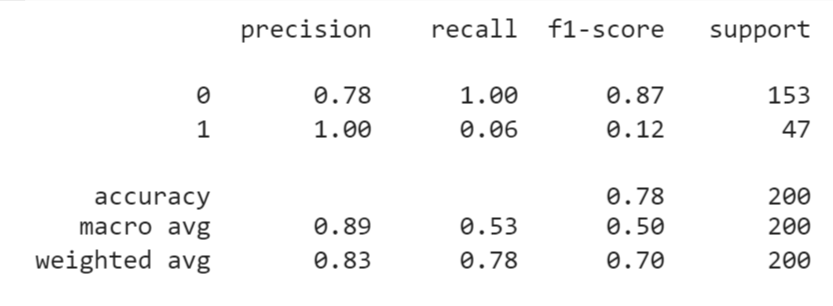 precision recall f1-score support
0 0.78 1.00 0.87 153
1 1.00 0.06 0.12 47
accuracy 0.78 200
macro avg 0.89 0.53 0.50 200
weighted avg 0.83 0.78 0.70 200